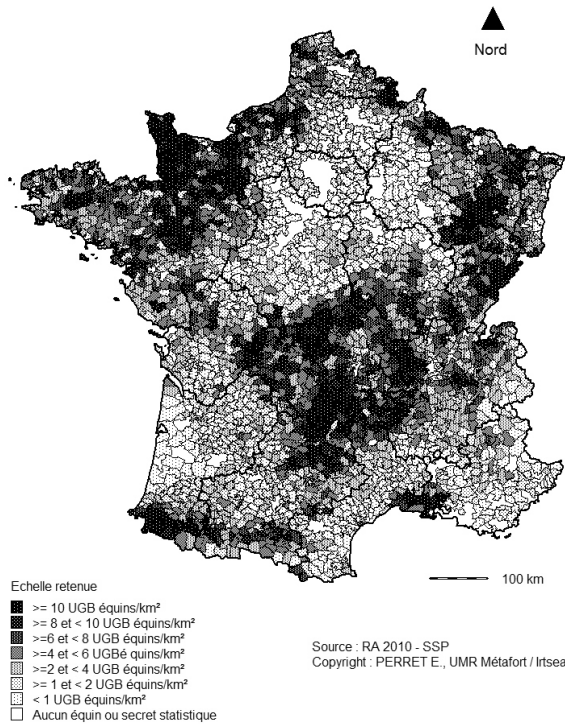 Nord
100 km
Echelle retenue
>= 10 UGB équins/km²
>= 8 et < 10 UGB équins/km²
>=6 et < 8 UGB équins/km²
>=4 et < 6 UGBé quins/km²
>=2 et < 4 UGB équins/km²
>= 1 et < 2 UGB équins/km²
< 1 UGB équins/km²
Aucun équin ou secret statistique
Source : RA 2010 - SSP
Copyright : PERRET E., UMR Métafort / Irtsea